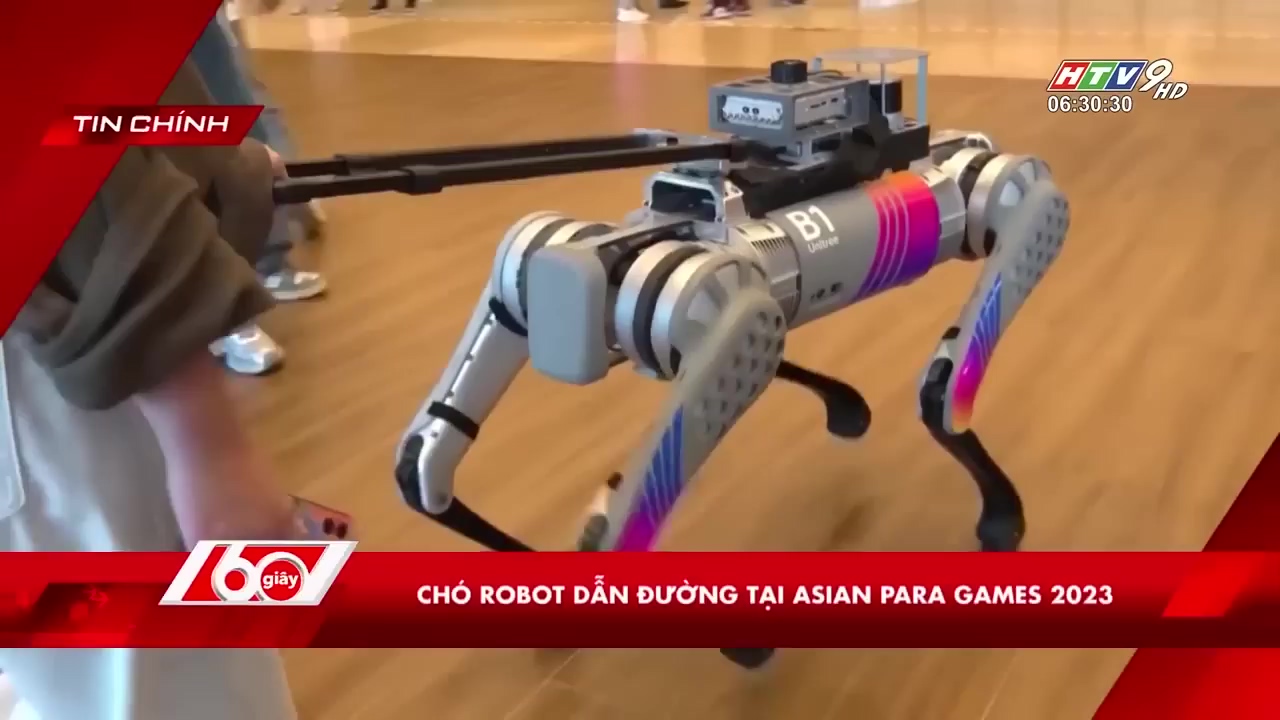 TIN CHÍNH
HTV9 HD
06:30:30
B1
Unitree
60 giây
CHÓ ROBOT DẪN ĐƯỜNG TẠI ASIAN PARA GAMES 2023